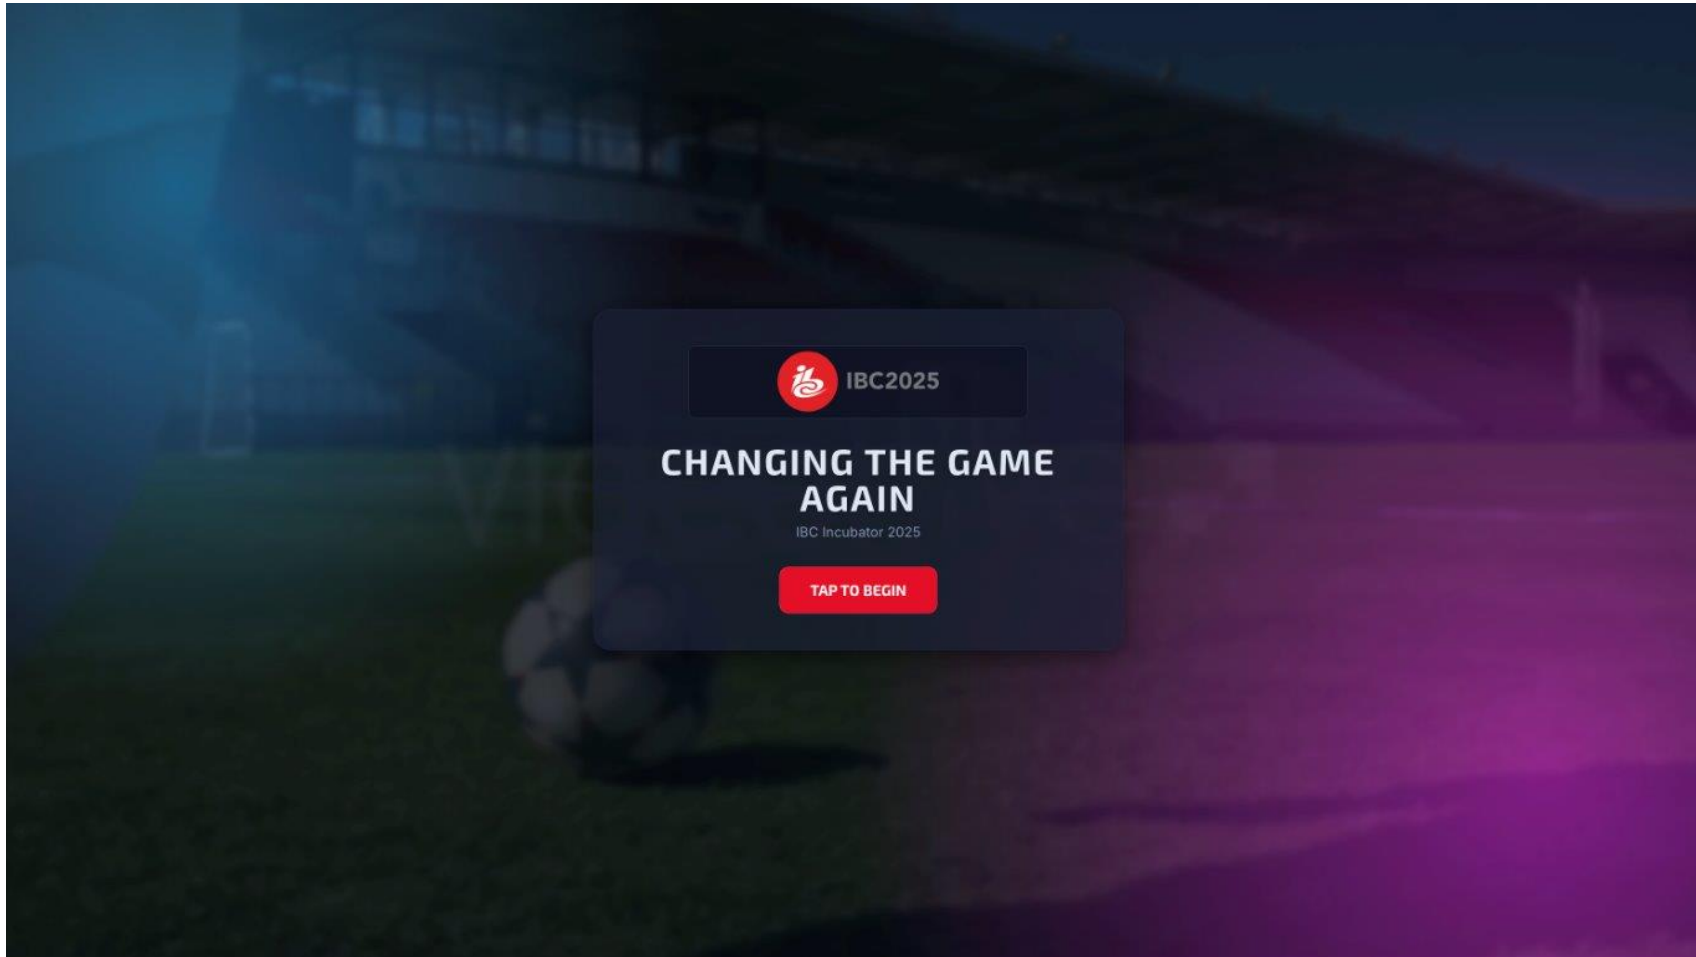 IBC2025
CHANGING THE GAME
AGAIN
IBC Incubator 2025
TAP TO BEGIN